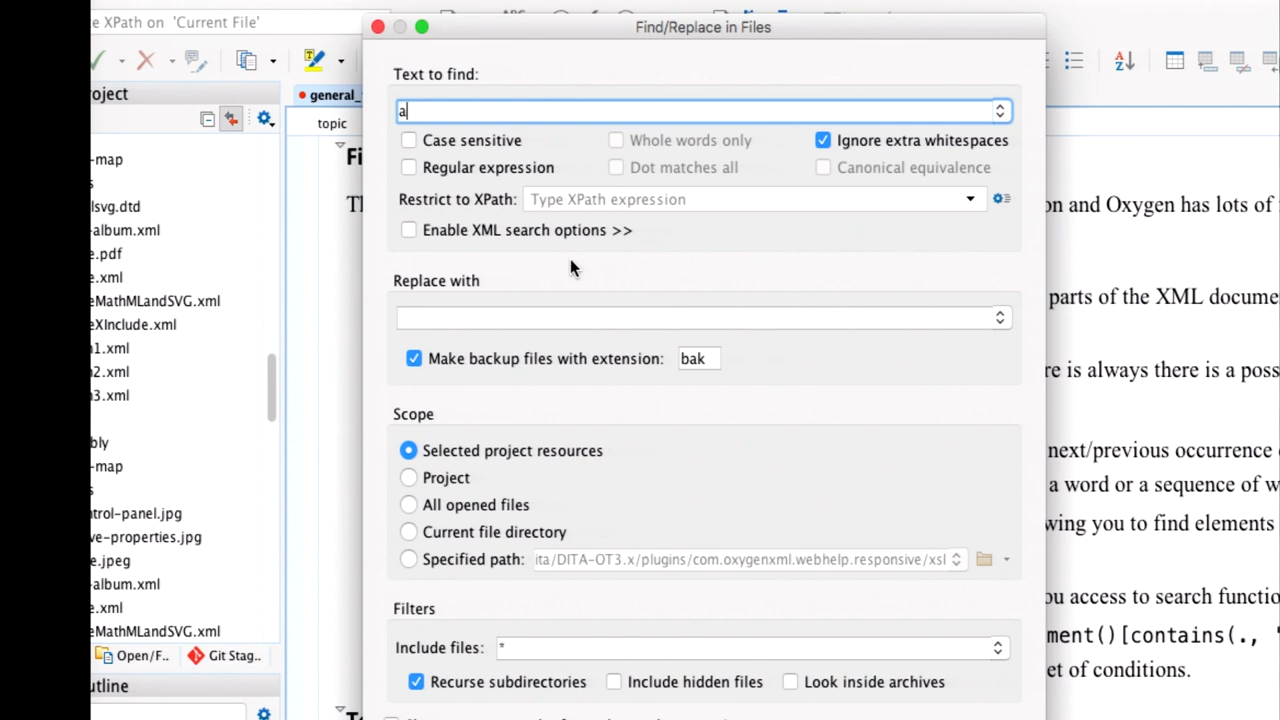 XPath on 'Current File'
Find/Replace in Files
Text to find:
a
Case sensitive
Whole words only
Ignore extra whitespaces
Regular expression
Dot matches all
Canonical equivalence
Restrict to XPath:
Type XPath expression
Enable XML search options >>
Replace with
Make backup files with extension:
bak
Scope
Selected project resources
Project
All opened files
Current file directory
Specified path:
ita/DITA-OT3.x/plugins/com.oxygenxml.webhelp.responsive/xsl
Filters
Include files:
*
Recurse subdirectories
Include hidden files
Look inside archives
roject
-map
s
lsvg.dtd
-album.xml
e.pdf
e.xml
eMathMLandSVG.xml
eXInclude.xml
n1.xml
n2.xml
n3.xml
bly
-map
s
trol-panel.jpg
ve-properties.jpg
e.jpeg
-album.xml
e.xml
eMathMLandSVG.xml
Open/F..
Git Stag..
utline
general_
topic
Fi
Th
on and Oxygen has lots of
parts of the XML docume
re is always there is a poss
next/previous occurrence
a word or a sequence of w
wing you to find elements
ou access to search functio
ment()[contains(., '
et of conditions.